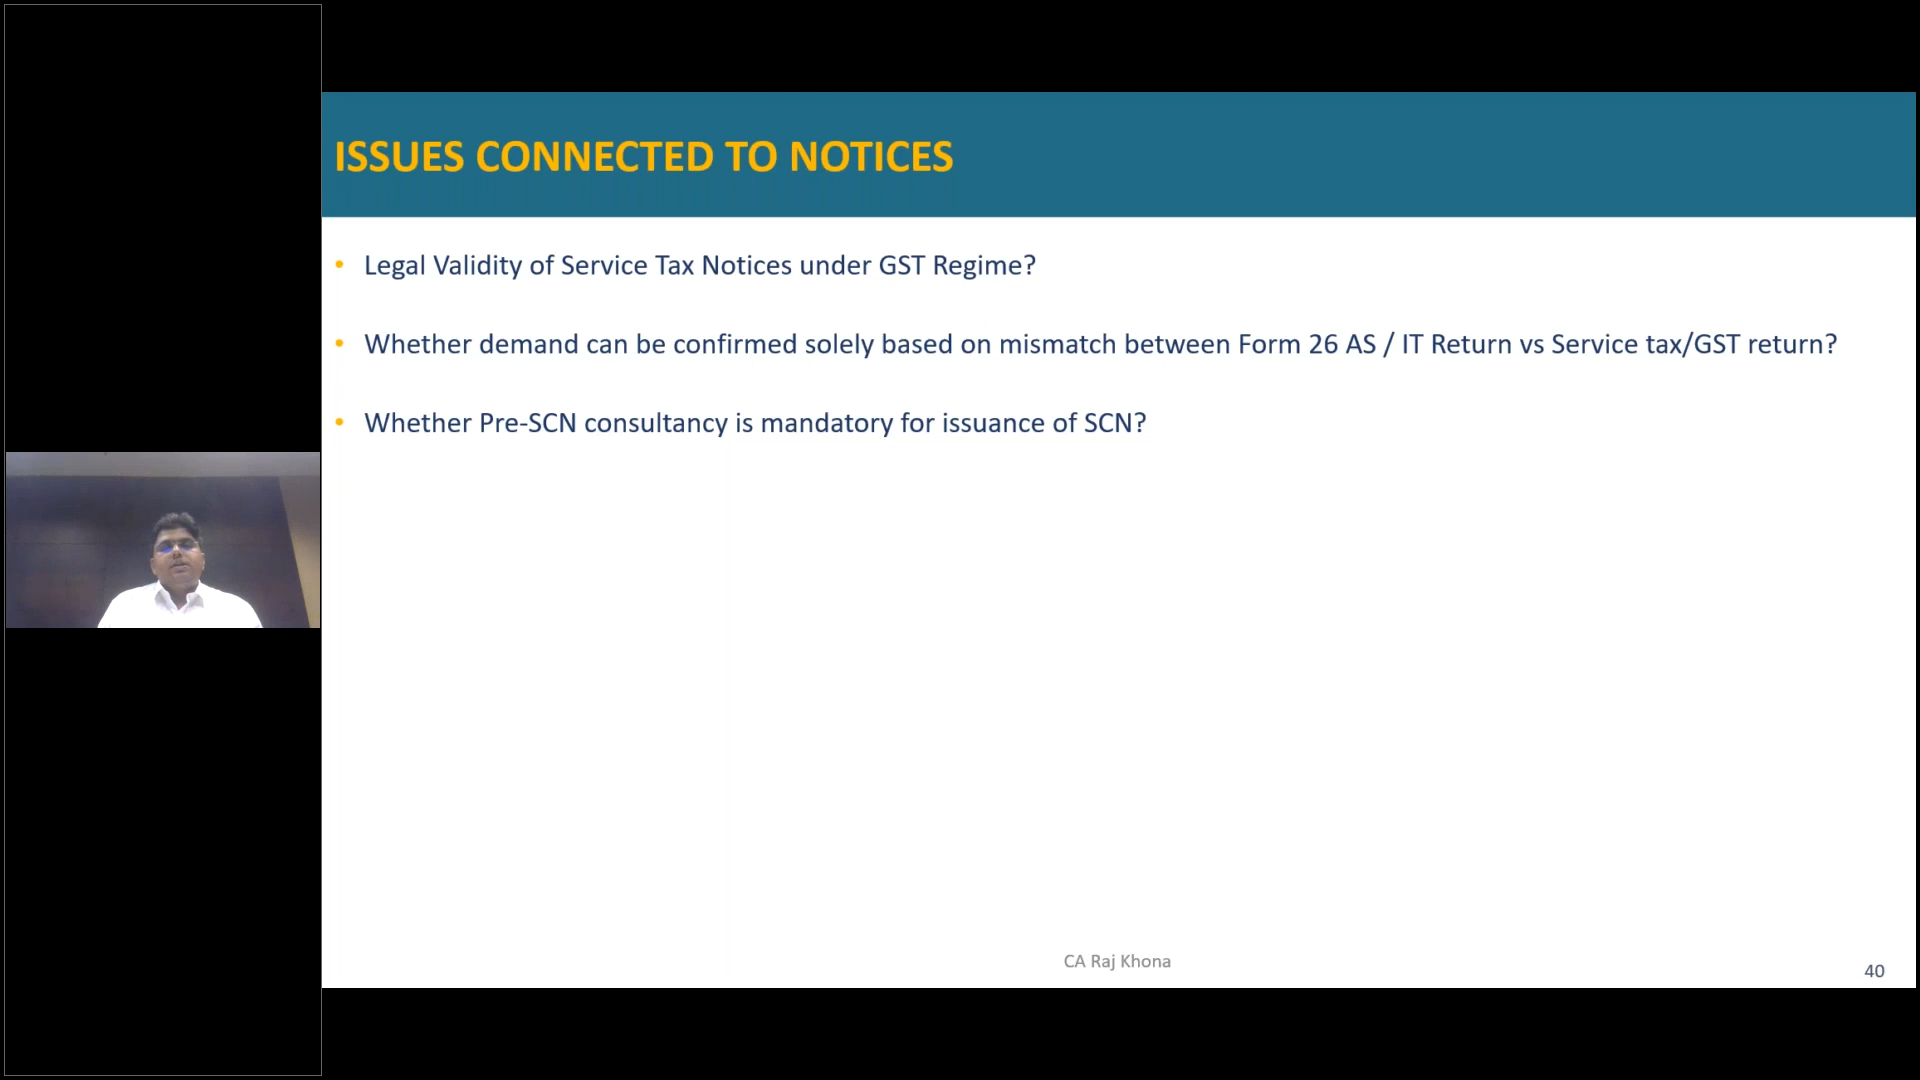 ISSUES CONNECTED TO NOTICES
• Legal Validity of Service Tax Notices under GST Regime?
• Whether demand can be confirmed solely based on mismatch between Form 26 AS / IT Return vs Service tax/GST return?
• Whether Pre-SCN consultancy is mandatory for issuance of SCN?
CA Raj Khona
40